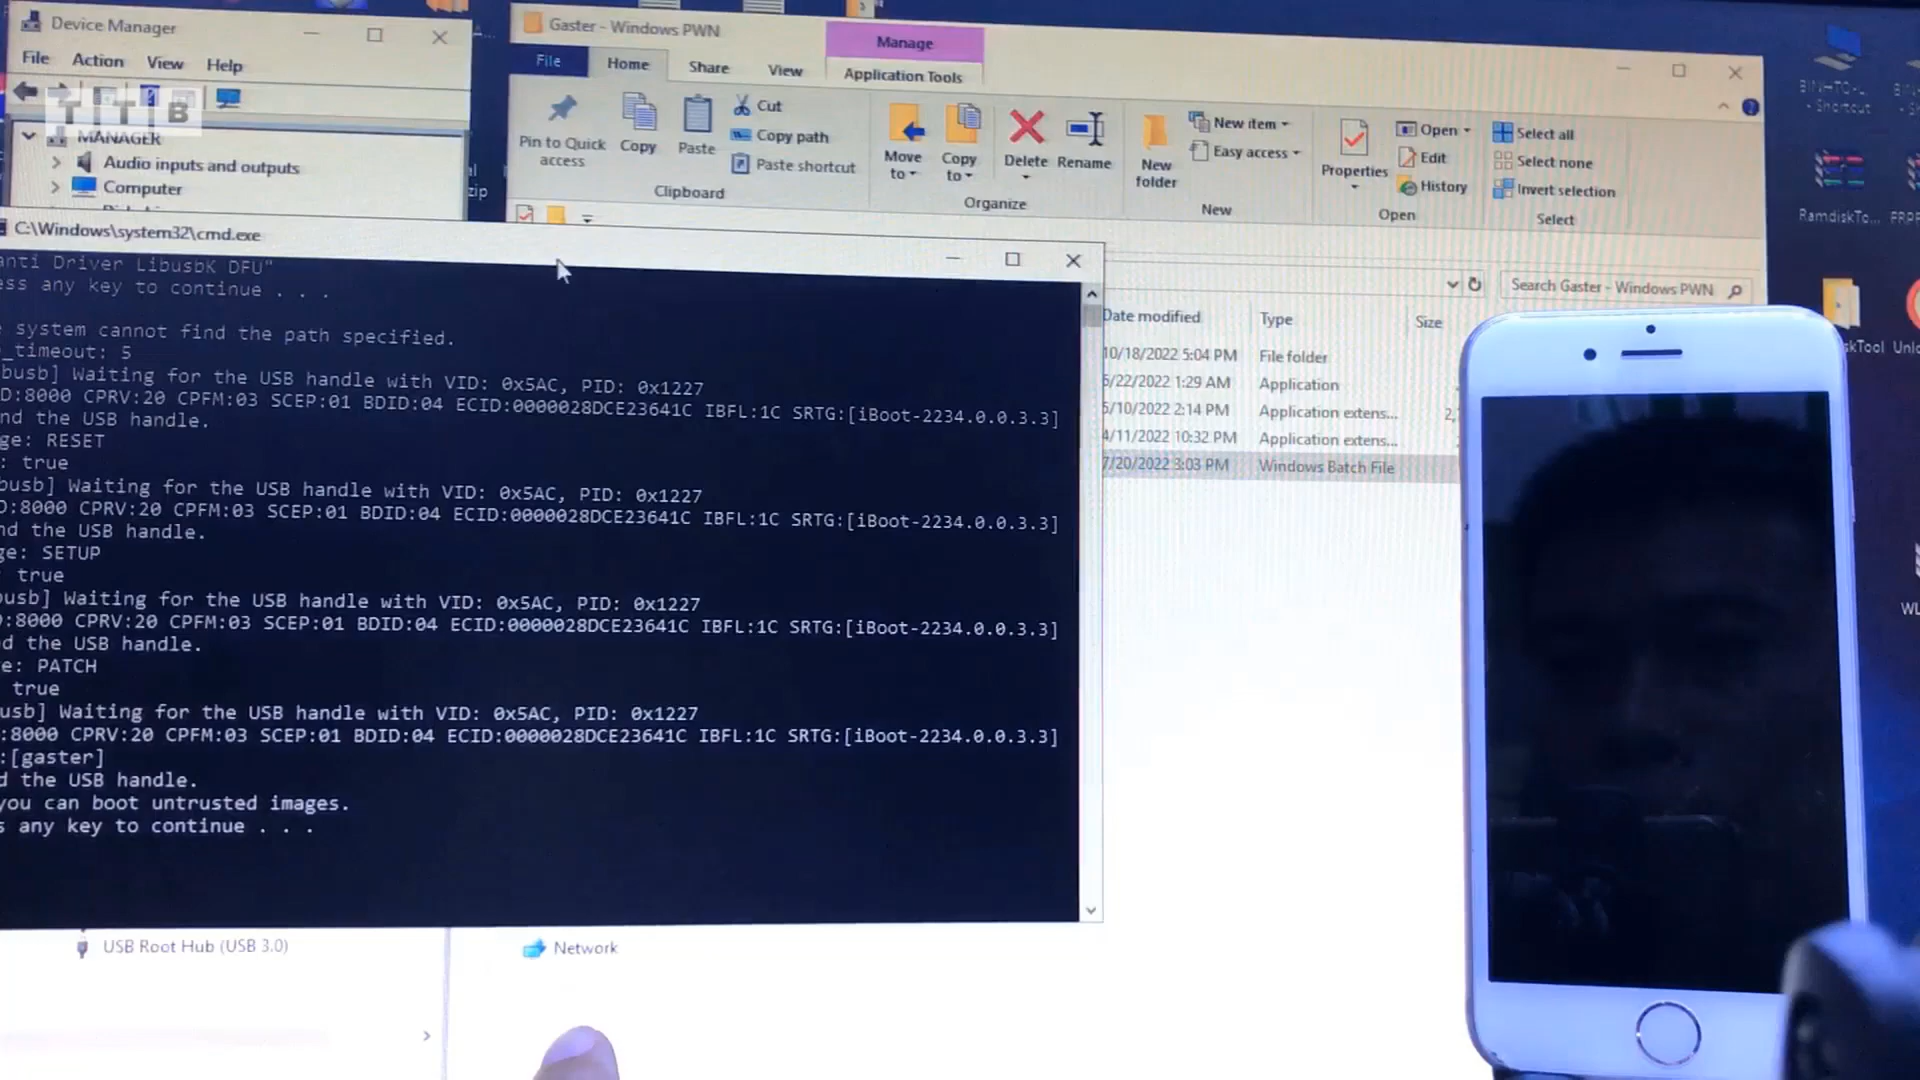 Device Manager
File Action View Help
TTB
MANAGER
Audio inputs and outputs
Computer
zip
Gaster - Windows PWN
Manage
File Home Share View Application Tools
Pin to Quick access
Copy
Paste
Cut
Copy path
Paste shortcut
Clipboard
Move to
Copy to
Delete
Rename
Organize
New folder
New item
Easy access
New
Properties
Open
Edit
History
Open
Select all
Select none
Invert selection
Select
Shortcut
RamdiskTo...
Search Gaster - Windows PWN
Date modified Type Size
10/18/2022 5:04 PM File folder
5/22/2022 1:29 AM Application
5/10/2022 2:14 PM Application extens... 2,
4/11/2022 10:32 PM Application extens...
7/20/2022 3:03 PM Windows Batch File
C:\Windows\system32\cmd.exe
anti Driver LibusbK DFU"
ess any key to continue . . .
system cannot find the path specified.
_timeout: 5
busb] Waiting for the USB handle with VID: 0x5AC, PID: 0x1227
D:8000 CPRV:20 CPFM:03 SCEP:01 BDID:04 ECID:0000028DCE23641C IBFL:1C SRTG:[iBoot-2234.0.0.3.3]
nd the USB handle.
ge: RESET
: true
busb] Waiting for the USB handle with VID: 0x5AC, PID: 0x1227
D:8000 CPRV:20 CPFM:03 SCEP:01 BDID:04 ECID:0000028DCE23641C IBFL:1C SRTG:[iBoot-2234.0.0.3.3]
nd the USB handle.
ge: SETUP
true
ousb] Waiting for the USB handle with VID: 0x5AC, PID: 0x1227
:8000 CPRV:20 CPFM:03 SCEP:01 BDID:04 ECID:0000028DCE23641C IBFL:1C SRTG:[iBoot-2234.0.0.3.3]
d the USB handle.
e: PATCH
true
usb] Waiting for the USB handle with VID: 0x5AC, PID: 0x1227
:8000 CPRV:20 CPFM:03 SCEP:01 BDID:04 ECID:0000028DCE23641C IBFL:1C SRTG:[iBoot-2234.0.0.3.3]
:[gaster]
d the USB handle.
you can boot untrusted images.
s any key to continue . . .
USB Root Hub (USB 3.0)
Network